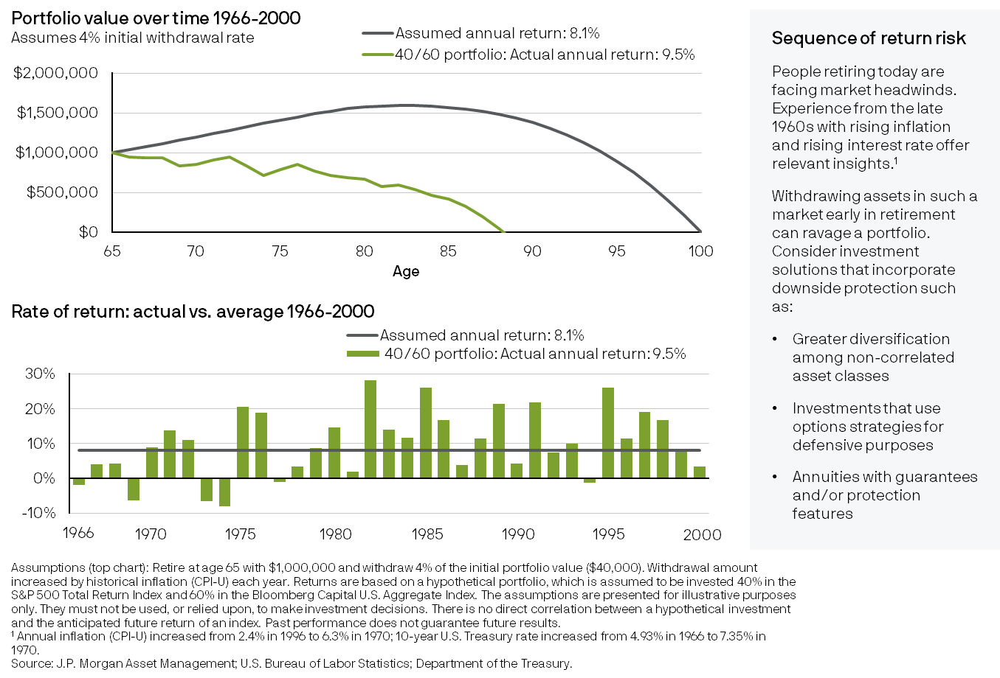 Portfolio value over time 1966-2000
Assumes 4% initial withdrawal rate
Assumed annual return: 8.1%
40/60 portfolio: Actual annual return: 9.5%
$2,000,000
$1,500,000
$1,000,000
$500,000
$0
65 70 75 80 85 90 95 100
Age
Rate of return: actual vs. average 1966-2000
Assumed annual return: 8.1%
40/60 portfolio: Actual annual return: 9.5%
30%
20%
10%
0%
-10%
1966 1970 1975 1980 1985 1990 1995 2000
Sequence of return risk
People retiring today are
facing market headwinds.
Experience from the late
1960s with rising inflation
and rising interest rate offer
relevant insights.¹
Withdrawing assets in such a
market early in retirement
can ravage a portfolio.
Consider investment
solutions that incorporate
downside protection such
as:
• Greater diversification
among non-correlated
asset classes
• Investments that use
options strategies for
defensive purposes
• Annuities with guarantees
and/or protection
features
Assumptions (top chart): Retire at age 65 with $1,000,000 and withdraw 4% of the initial portfolio value ($40,000). Withdrawal amount
increased by historical inflation (CPI-U) each year. Returns are based on a hypothetical portfolio, which is assumed to be invested 40% in the
S&P 500 Total Return Index and 60% in the Bloomberg Capital U.S. Aggregate Index. The assumptions are presented for illustrative purposes
only. They must not be used, or relied upon, to make investment decisions. There is no direct correlation between a hypothetical investment
and the anticipated future return of an index. Past performance does not guarantee future results.
¹ Annual inflation (CPI-U) increased from 2.4% in 1996 to 6.3% in 1970; 10-year U.S. Treasury rate increased from 4.93% in 1966 to 7.35% in
1970.
Source: J.P. Morgan Asset Management; U.S. Bureau of Labor Statistics; Department of the Treasury.